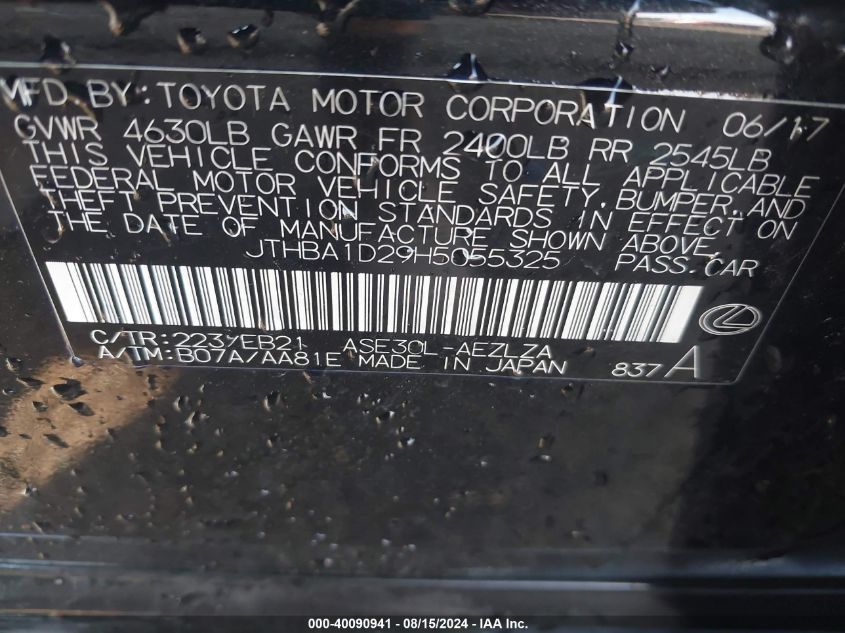 MFD BY: TOYOTA MOTOR CORPORATION 06/17
GVWR 4630LB GAWR FR 2400LB RR 2545LB
THIS VEHICLE CONFORMS TO ALL APPLICABLE
FEDERAL MOTOR VEHICLE SAFETY, BUMPER, AND
THEFT PREVENTION STANDARDS IN EFFECT ON
THE DATE OF MANUFACTURE SHOWN ABOVE.
JTHBA1D29H5055325 PASS.CAR
C/TR:223/EB21 ASE30L-AEZLZA
A/TM:B07A/AA81E MADE IN JAPAN 837A
000-40090941 - 08/15/2024 - IAA Inc.